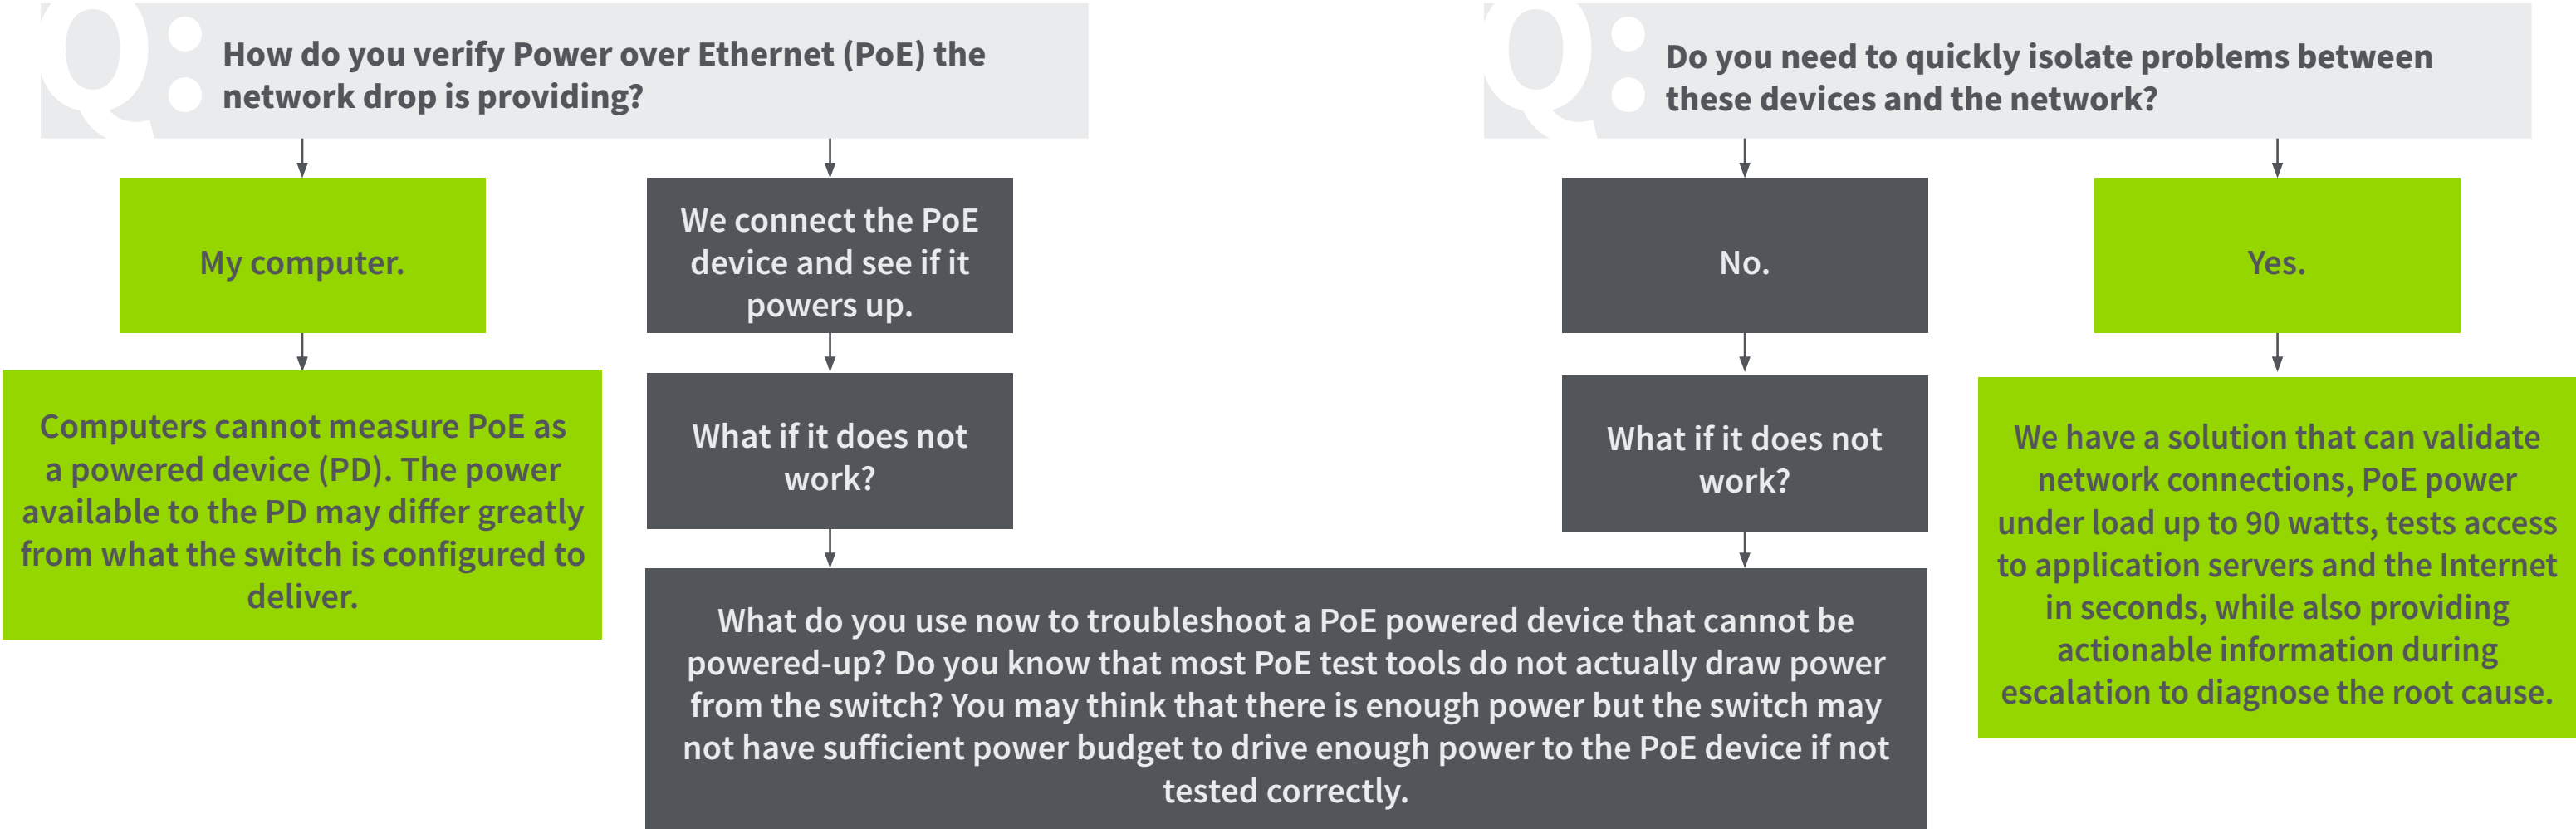 Q:
How do you verify Power over Ethernet (PoE) the
network drop is providing?
My computer.
Computers cannot measure PoE as
a powered device (PD). The power
available to the PD may differ greatly
from what the switch is configured to
deliver.
We connect the PoE
device and see if it
powers up.
What if it does not
work?
Q:
Do you need to quickly isolate problems between
these devices and the network?
No.
What if it does not
work?
What do you use now to troubleshoot a PoE powered device that cannot be
powered-up? Do you know that most PoE test tools do not actually draw power
from the switch? You may think that there is enough power but the switch may
not have sufficient power budget to drive enough power to the PoE device if not
tested correctly.
Yes.
We have a solution that can validate
network connections, PoE power
under load up to 90 watts, tests access
to application servers and the Internet
in seconds, while also providing
actionable information during
escalation to diagnose the root cause.